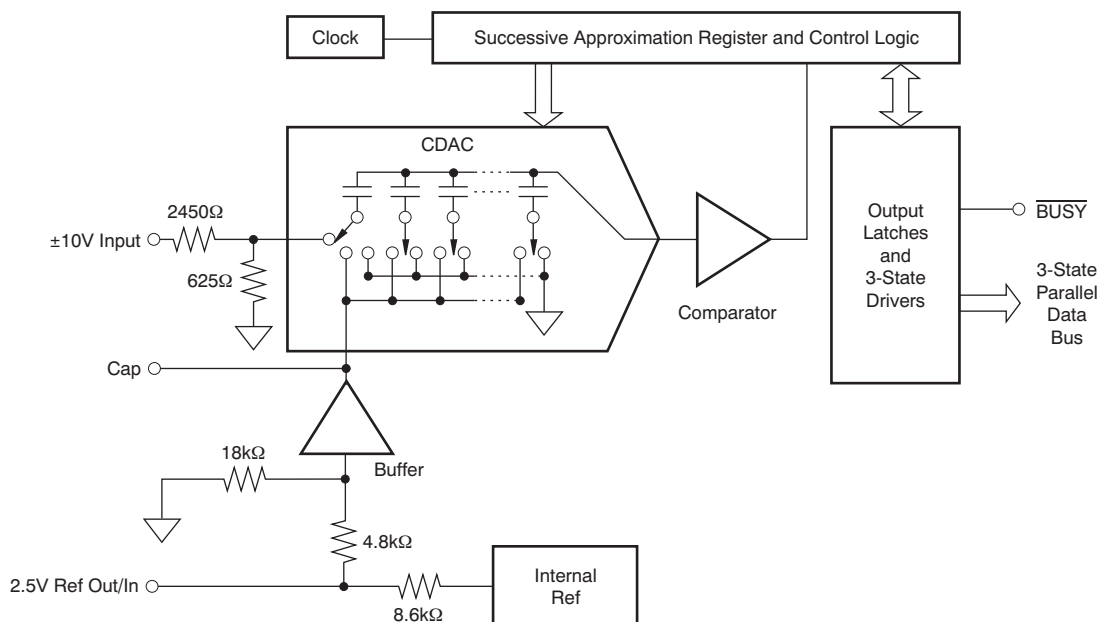 Clock
Successive Approximation Register and Control Logic
CDAC
2450Ω
±10V Input
625Ω
Comparator
Output
Latches
and
3-State
Drivers
BUSY
3-State
Parallel
Data
Bus
Cap
Buffer
18kΩ
4.8kΩ
2.5V Ref Out/In
8.6kΩ
Internal
Ref